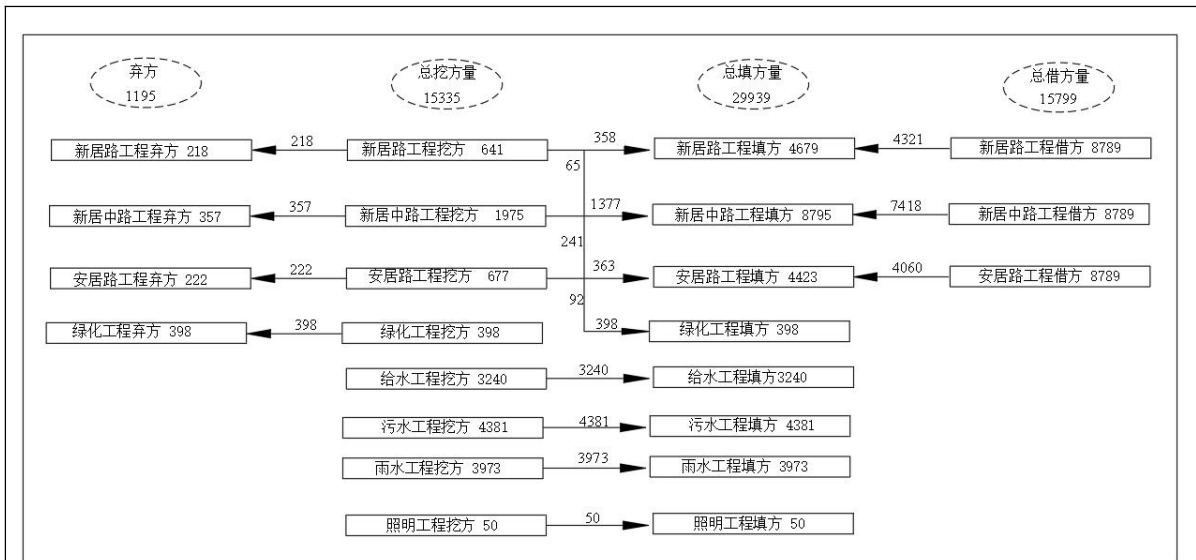 弃方
1195
总挖方量
15335
总填方量
29939
总借方量
15799
新居路工程弃方 218
218
新居路工程挖方 641
358
65
新居路工程填方 4679
4321
新居路工程借方 8789
新居中路工程弃方 357
357
新居中路工程挖方 1975
1377
241
新居中路工程填方 8795
7418
新居中路工程借方 8789
安居路工程弃方 222
222
安居路工程挖方 677
363
92
安居路工程填方 4423
4060
安居路工程借方 8789
绿化工程弃方 398
398
绿化工程挖方 398
398
绿化工程填方 398
给水工程挖方 3240
3240
给水工程填方3240
污水工程挖方 4381
4381
污水工程填方 4381
雨水工程挖方 3973
3973
雨水工程填方 3973
照明工程挖方 50
50
照明工程填方 50